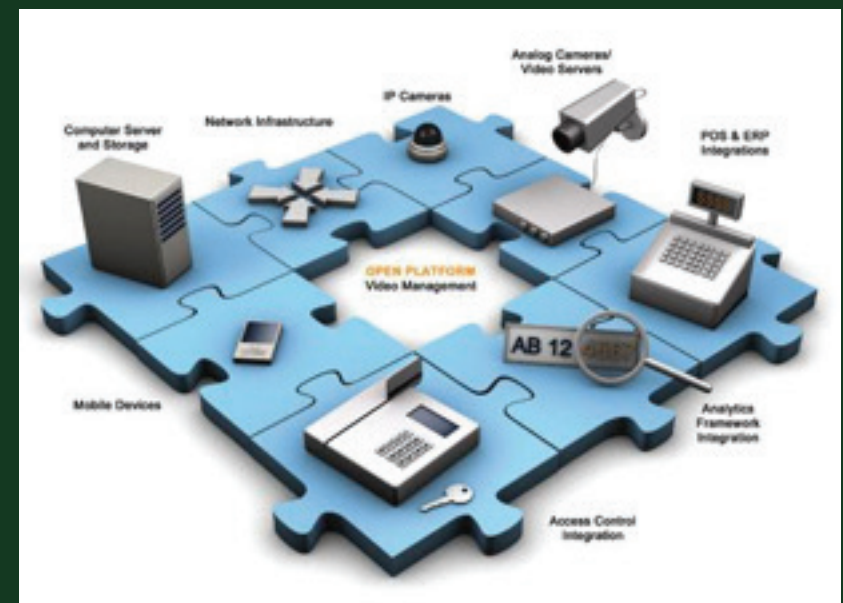 Analog Cameras/
Video Servers
IP Cameras
Network Infrastructure
Computer Server
and Storage
POS & ERP
Integrations
OPEN PLATFORM
Video Management
AB 12
Mobile Devices
Analytics
Framework
Integration
Access Control
Integration